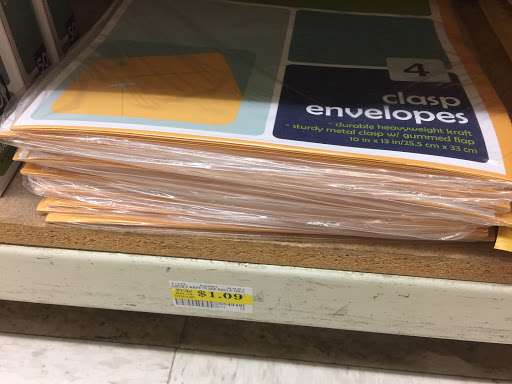 4
clasp
envelopes
- durable heavyweight kraft
- sturdy metal clasp w/ gummed flap
10 in x 13 in/25.5 cm x 33 cm
$1.09